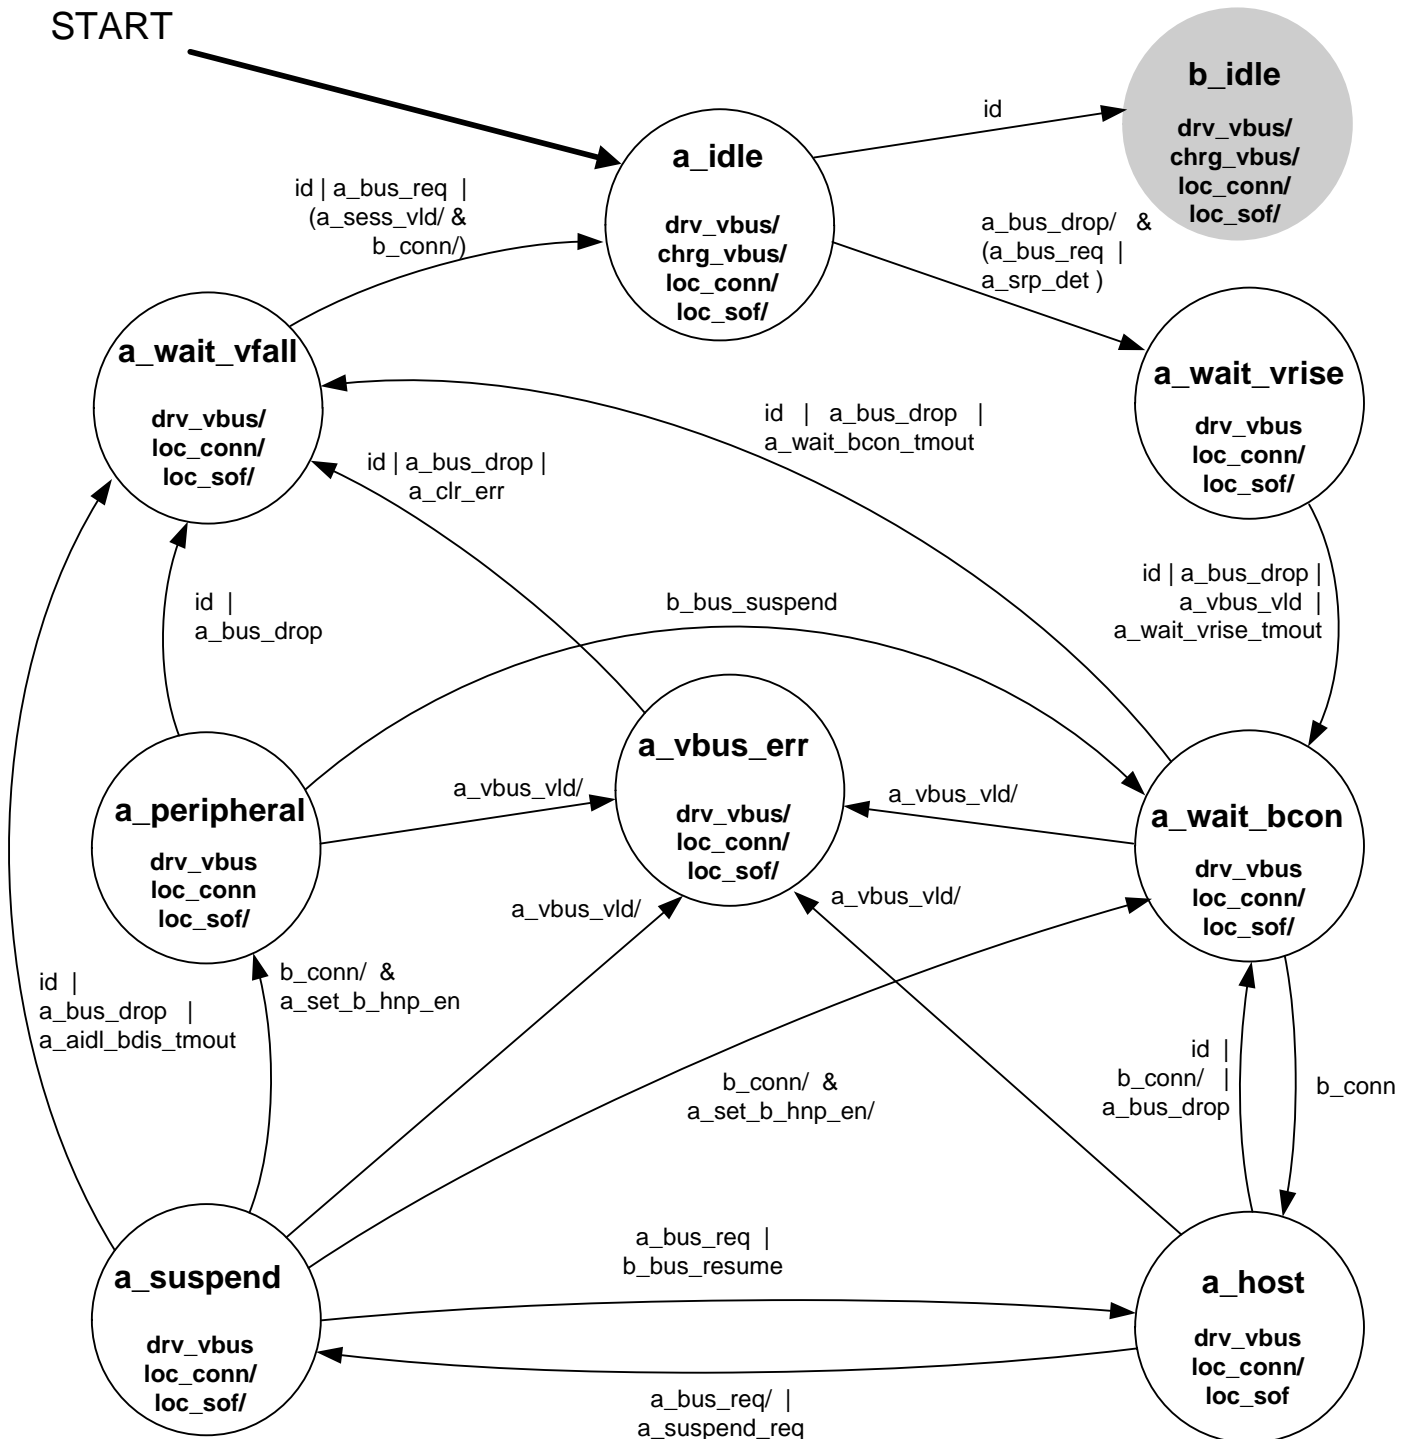 START
b_idle
drv_vbus/
chrg_vbus/
loc_conn/
loc_sof/
id
a_idle
drv_vbus/
chrg_vbus/
loc_conn/
loc_sof/
id | a_bus_req |
(a_sess_vld/ &
b_conn/)
a_bus_drop/ &
(a_bus_req |
a_srp_det )
a_wait_vfall
drv_vbus/
loc_conn/
loc_sof/
a_wait_vrise
drv_vbus
loc_conn/
loc_sof/
id | a_bus_drop |
a_wait_bcon_tmout
id | a_bus_drop |
a_clr_err
id | a_bus_drop |
a_vbus_vld |
a_wait_vrise_tmout
id |
a_bus_drop
b_bus_suspend
a_vbus_err
drv_vbus/
loc_conn/
loc_sof/
a_peripheral
drv_vbus
loc_conn
loc_sof/
a_vbus_vld/
a_vbus_vld/
a_wait_bcon
drv_vbus
loc_conn/
loc_sof/
a_vbus_vld/
a_vbus_vld/
id |
a_bus_drop |
a_aidl_bdis_tmout
b_conn/ &
a_set_b_hnp_en
b_conn/ &
a_set_b_hnp_en/
id |
b_conn/ |
a_bus_drop
b_conn
a_suspend
drv_vbus
loc_conn/
loc_sof/
a_bus_req |
b_bus_resume
a_host
drv_vbus
loc_conn/
loc_sof
a_bus_req/ |
a_suspend_req